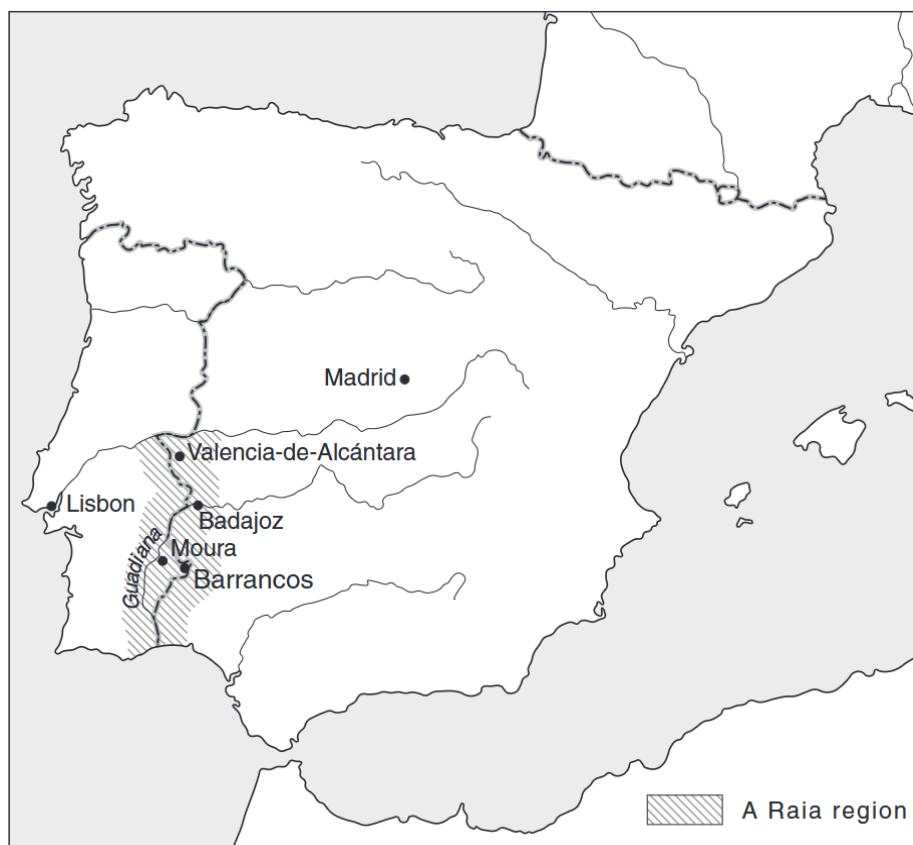 Madrid
Valencia-de-Alcántara
Lisbon
Badajoz
Guadiana
Moura
Barrancos
A Raia region